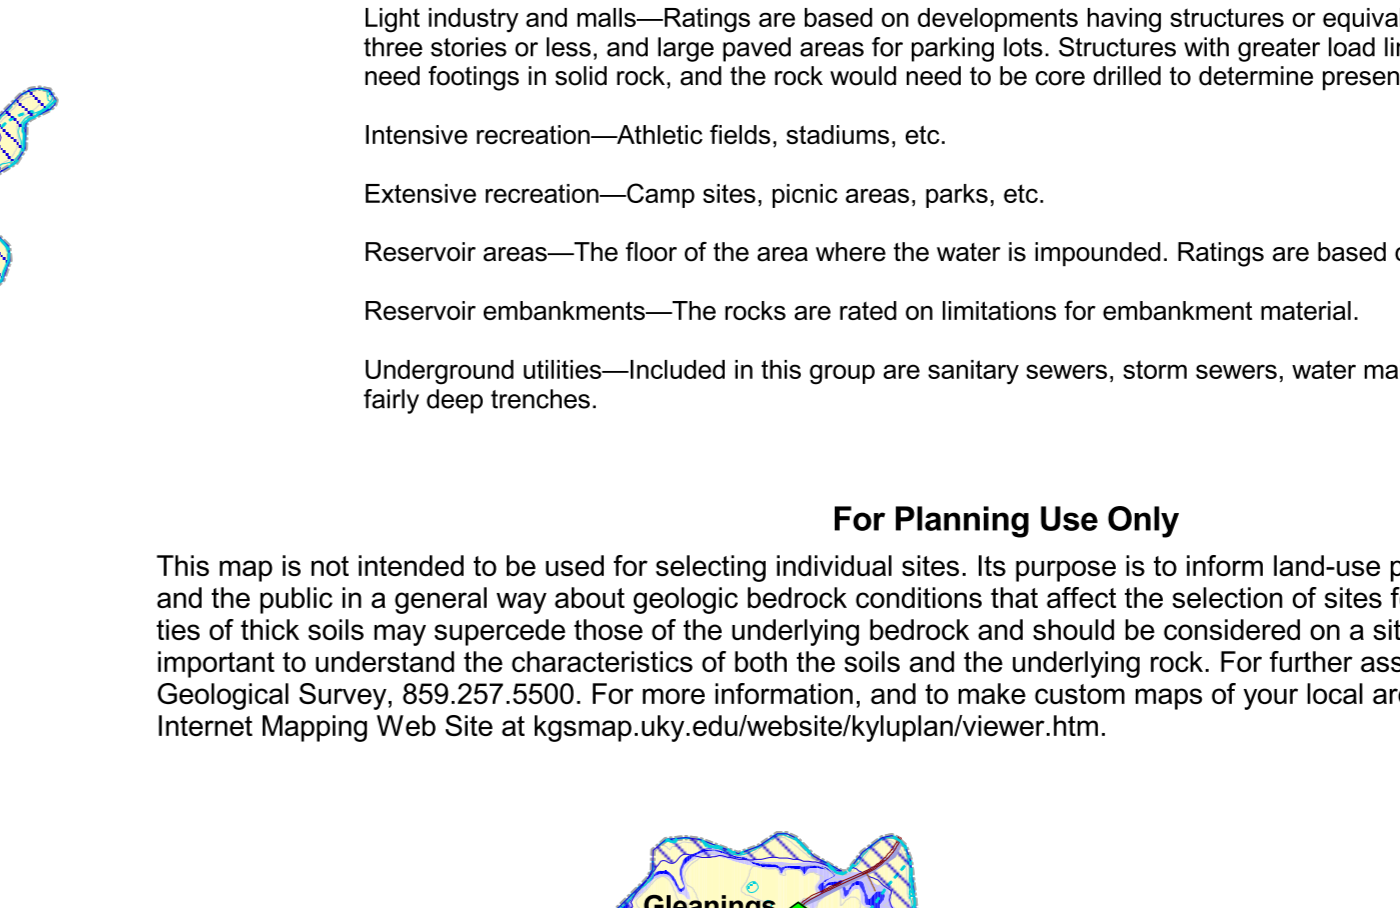 Light industry and malls—Ratings are based on developments having structures or equiva
three stories or less, and large paved areas for parking lots. Structures with greater load li
need footings in solid rock, and the rock would need to be core drilled to determine presen
Intensive recreation—Athletic fields, stadiums, etc.
Extensive recreation—Camp sites, picnic areas, parks, etc.
Reservoir areas—The floor of the area where the water is impounded. Ratings are based
Reservoir embankments—The rocks are rated on limitations for embankment material.
Underground utilities—Included in this group are sanitary sewers, storm sewers, water ma
fairly deep trenches.
For Planning Use Only
This map is not intended to be used for selecting individual sites. Its purpose is to inform land-use p
and the public in a general way about geologic bedrock conditions that affect the selection of sites f
ties of thick soils may supercede those of the underlying bedrock and should be considered on a sit
important to understand the characteristics of both the soils and the underlying rock. For further ass
Geological Survey, 859.257.5500. For more information, and to make custom maps of your local ar
Internet Mapping Web Site at kgsmap.uky.edu/website/kyluplan/viewer.htm.
Gleanings